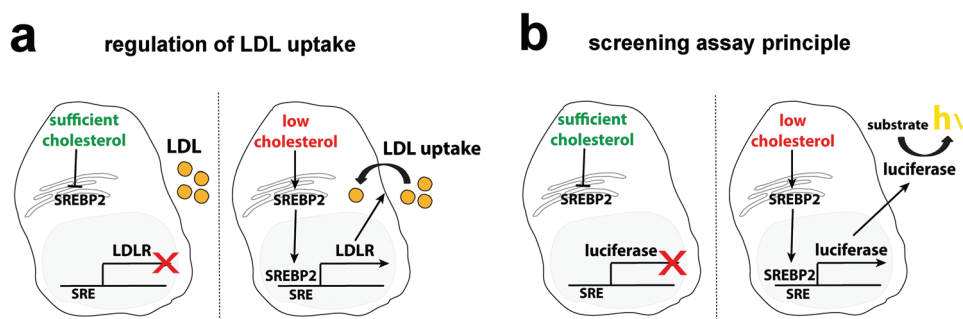 a
regulation of LDL uptake
sufficient
cholesterol
LDL
SREBP2
LDLR
X
SRE
low
cholesterol
LDL uptake
SREBP2
SREBP2
LDLR
SRE
b
screening assay principle
sufficient
cholesterol
SREBP2
luciferase
X
SRE
low
cholesterol
substrate hν
luciferase
SREBP2
luciferase
SREBP2
SRE